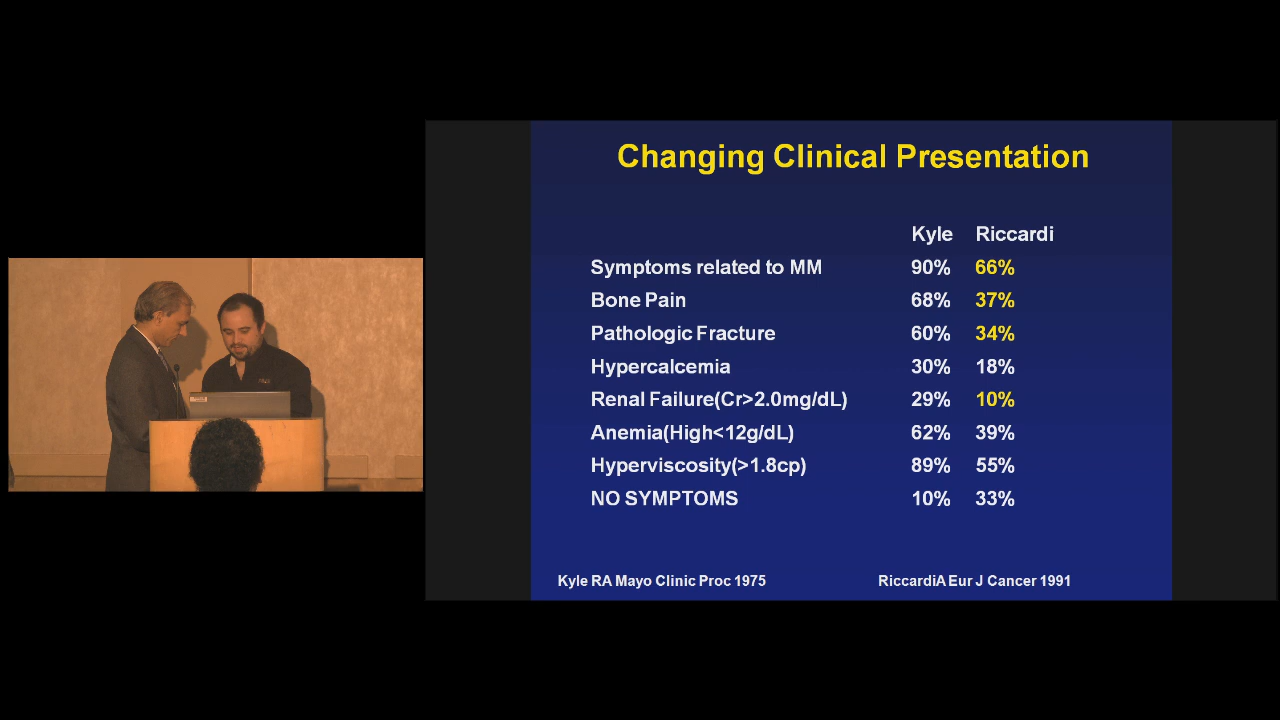 Changing Clinical Presentation
Kyle Riccardi
Symptoms related to MM 90% 66%
Bone Pain 68% 37%
Pathologic Fracture 60% 34%
Hypercalcemia 30% 18%
Renal Failure(Cr>2.0mg/dL) 29% 10%
Anemia(High<12g/dL) 62% 39%
Hyperviscosity(>1.8cp) 89% 55%
NO SYMPTOMS 10% 33%
Kyle RA Mayo Clinic Proc 1975 RiccardiA Eur J Cancer 1991